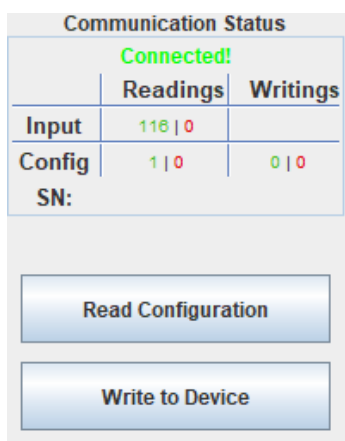 Communication Status
Connected!
Readings Writings
Input 116 | 0
Config 1 | 0 0 | 0
SN:
Read Configuration
Write to Device